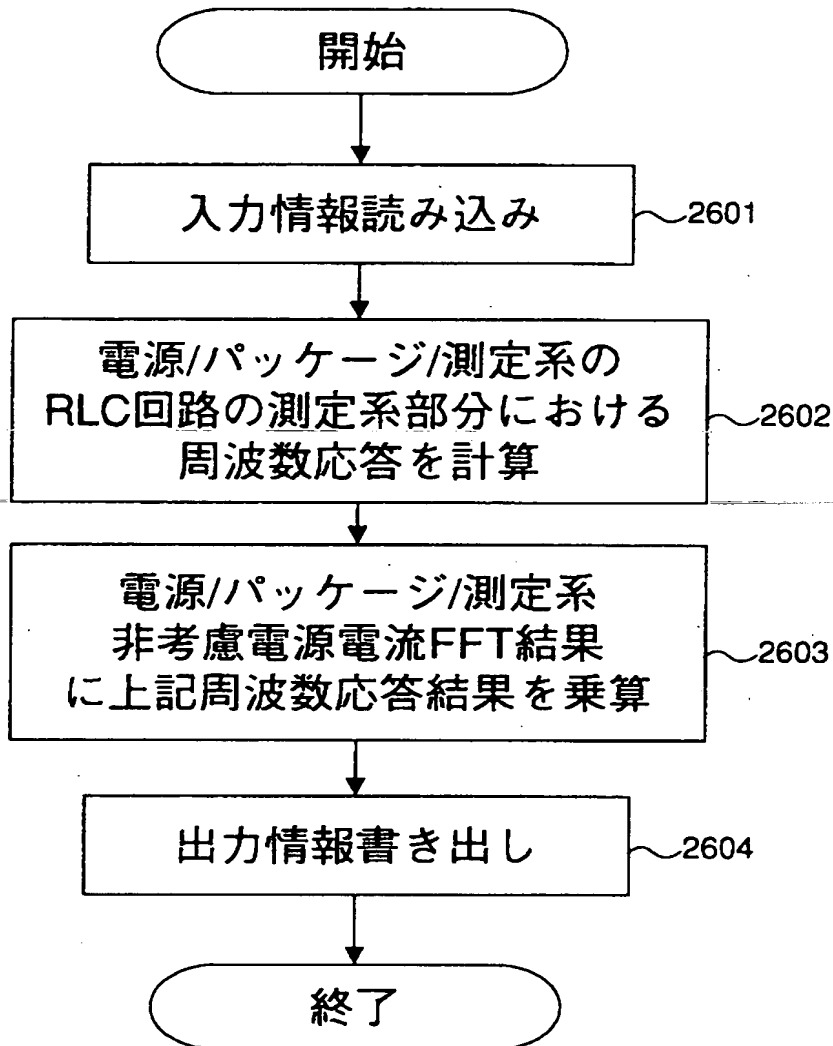 開始
入力情報読み込み
2601
電源/パッケージ/測定系の
RLC回路の測定系部分における
周波数応答を計算
2602
電源/パッケージ/測定系
非考慮電源電流FFT結果
に上記周波数応答結果を乗算
2603
出力情報書き出し
2604
終了